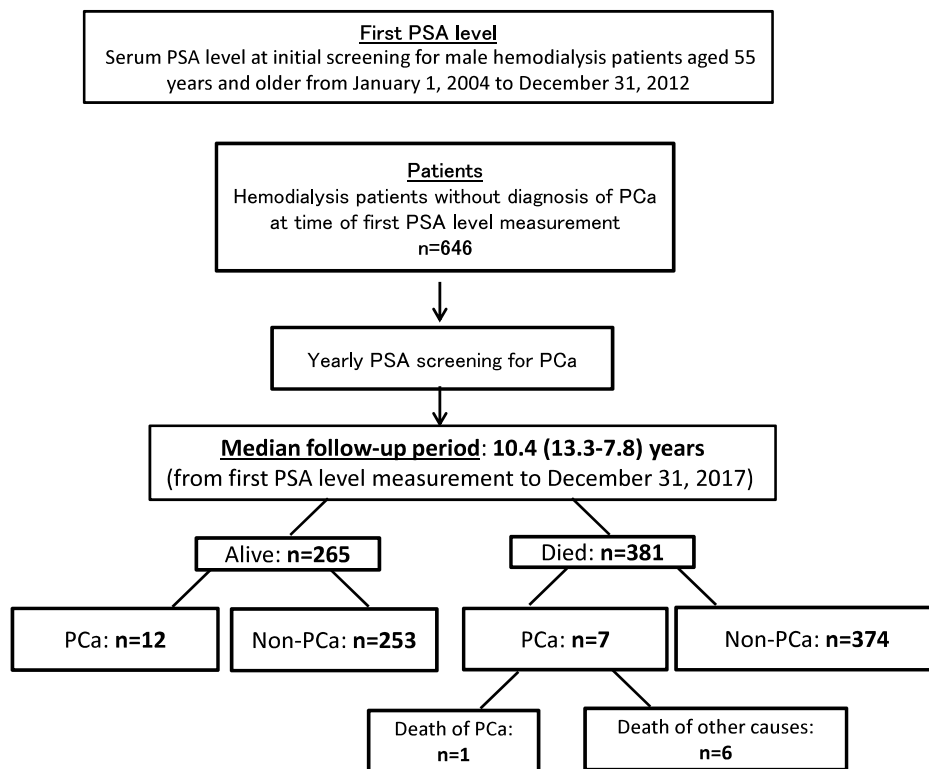 First PSA level
Serum PSA level at initial screening for male hemodialysis patients aged 55
years and older from January 1, 2004 to December 31, 2012
Patients
Hemodialysis patients without diagnosis of PCa
at time of first PSA level measurement
n=646
Yearly PSA screening for PCa
Median follow-up period: 10.4 (13.3-7.8) years
(from first PSA level measurement to December 31, 2017)
Alive: n=265
Died: n=381
PCa: n=12
Non-PCa: n=253
PCa: n=7
Non-PCa: n=374
Death of PCa:
n=1
Death of other causes:
n=6